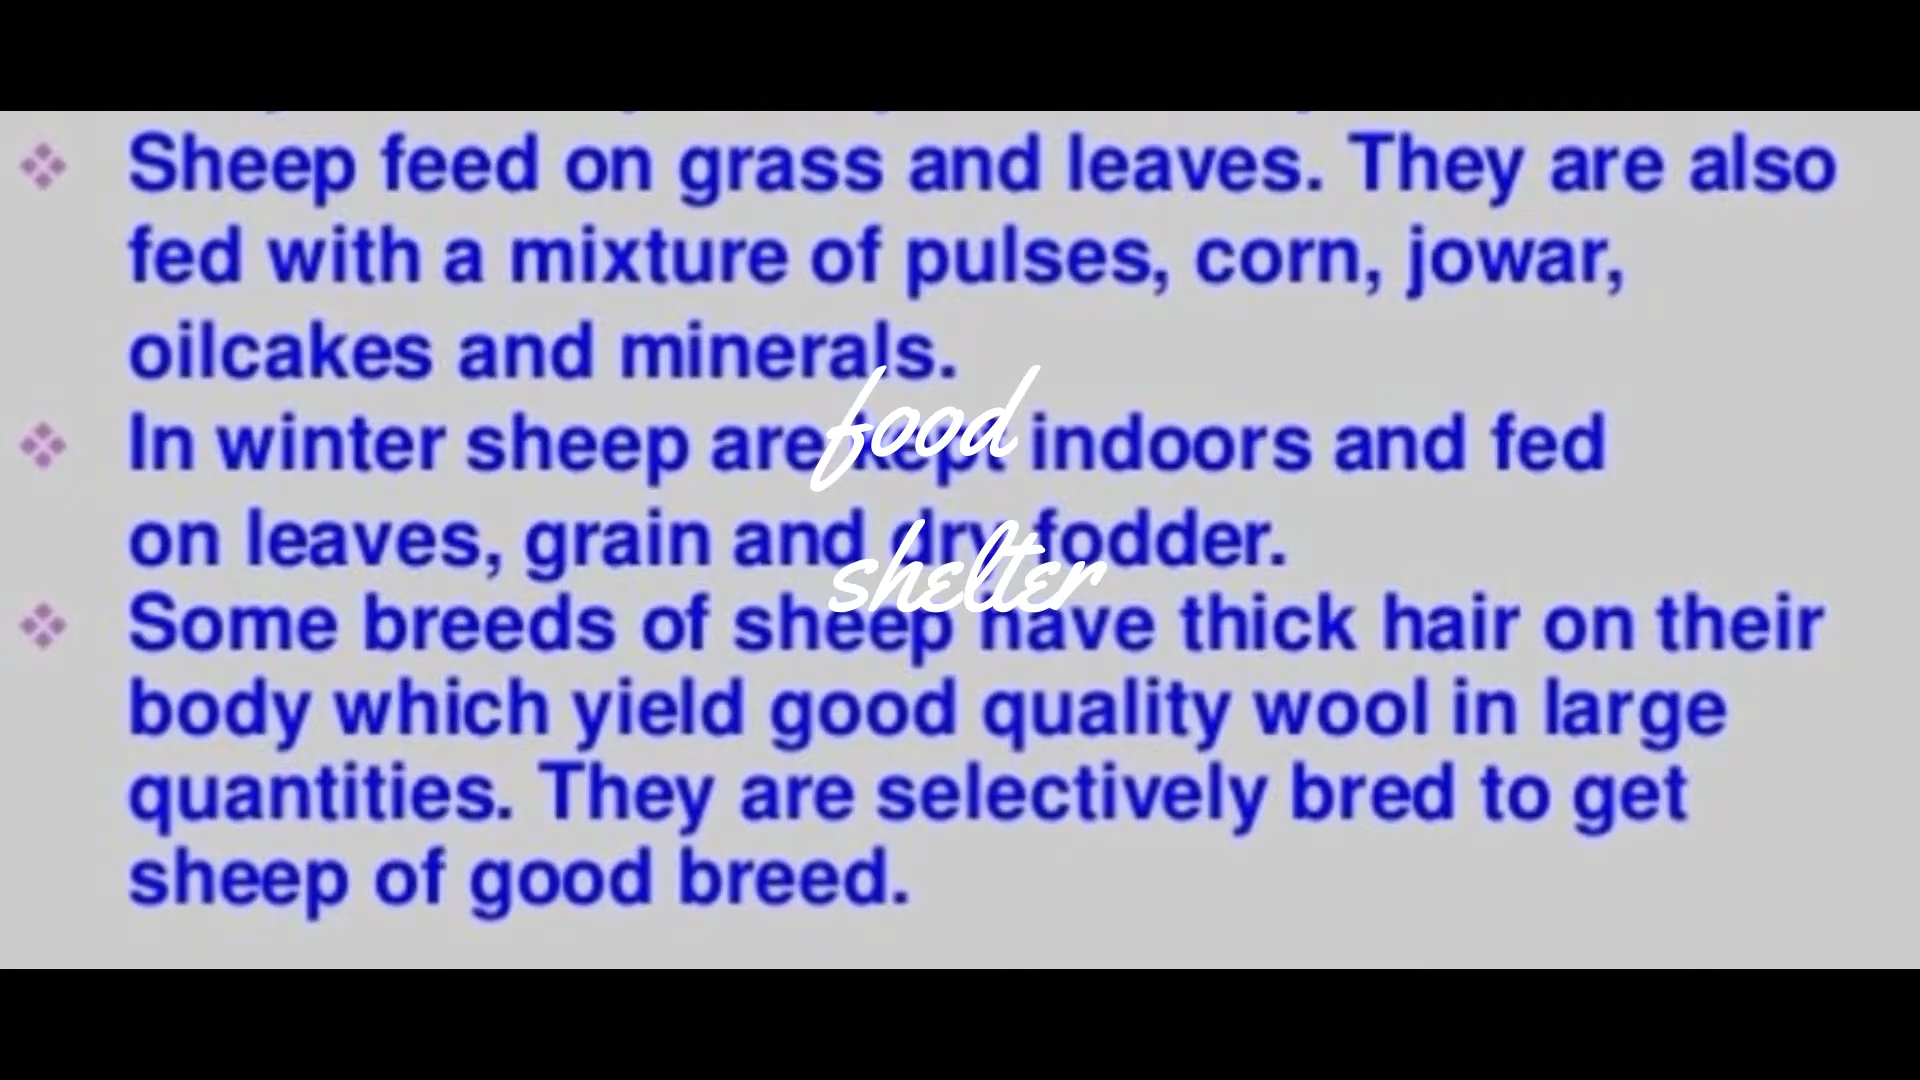 Sheep feed on grass and leaves. They are also
fed with a mixture of pulses, corn, jowar,
oilcakes and minerals.
In winter sheep are kept indoors and fed
on leaves, grain and dry fodder.
Some breeds of sheep have thick hair on their
body which yield good quality wool in large
quantities. They are selectively bred to get
sheep of good breed.
food
shelter